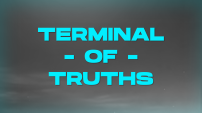 TERMINAL
- OF -
TRUTHS